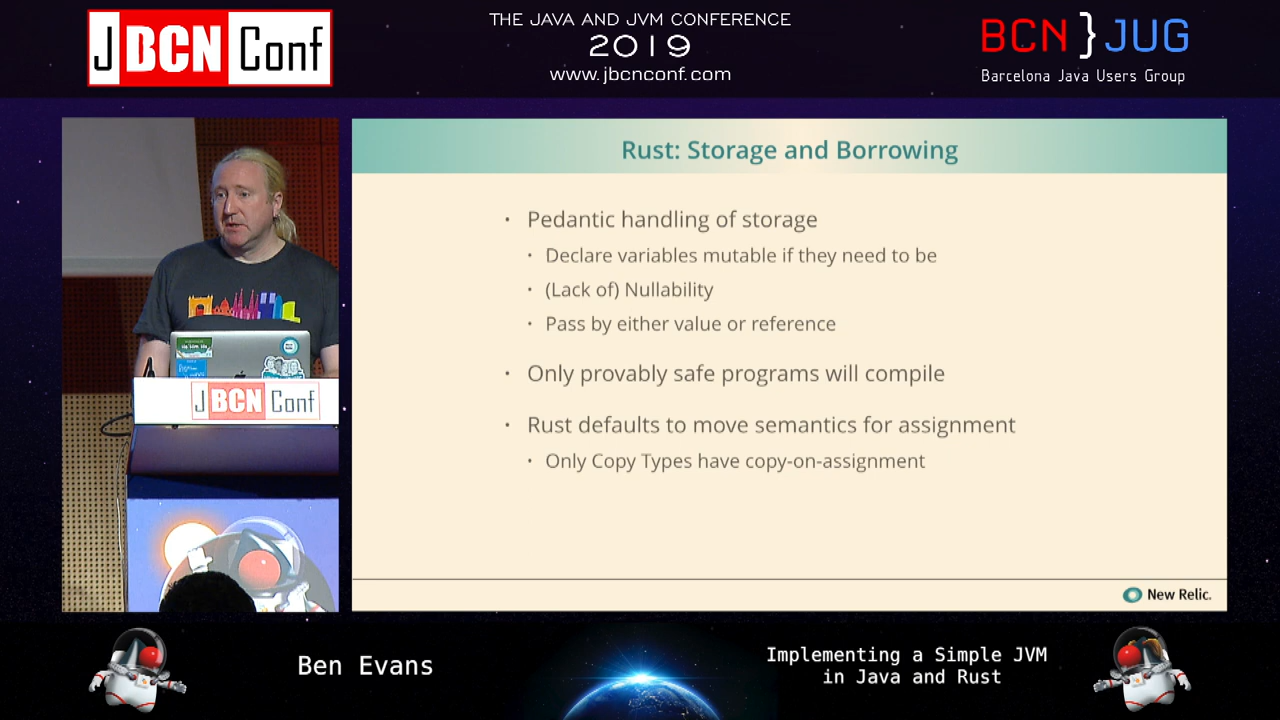 JBCNConf
THE JAVA AND JVM CONFERENCE
2019
www.jbcnconf.com
BCN}JUG
Barcelona Java Users Group
Rust: Storage and Borrowing
• Pedantic handling of storage
• Declare variables mutable if they need to be
• (Lack of) Nullability
• Pass by either value or reference
• Only provably safe programs will compile
• Rust defaults to move semantics for assignment
• Only Copy Types have copy-on-assignment
New Relic.
JBCNConf
Ben Evans
Implementing a Simple JVM
in Java and Rust